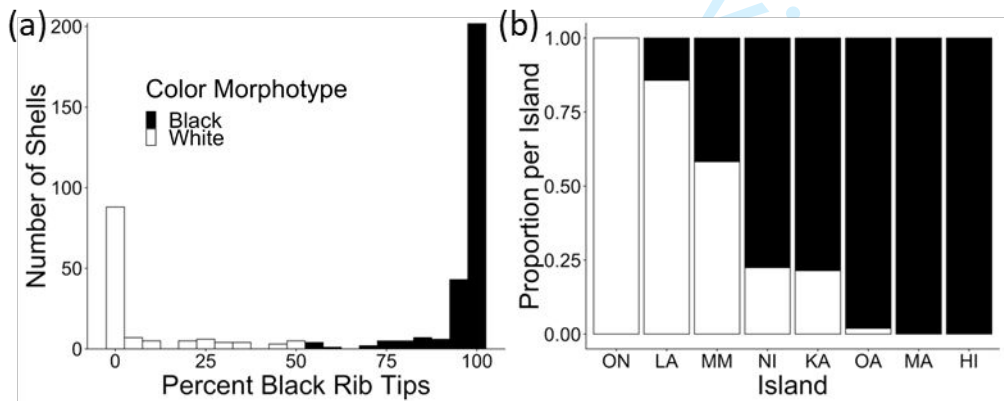 (a)
200
150
100
50
0
Number of Shells
Color Morphotype
Black
White
0 25 50 75 100
Percent Black Rib Tips
(b)
1.00
0.75
0.50
0.25
0.00
Proportion per Island
ON LA MM NI KA OA MA HI
Island